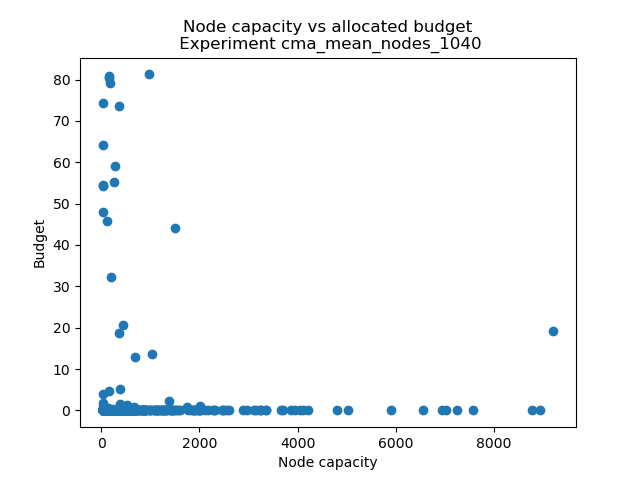 Node capacity vs allocated budget
Experiment cma_mean_nodes_1040
80
70
60
50
40
30
20
10
0
Budget
0 2000 4000 6000 8000
Node capacity